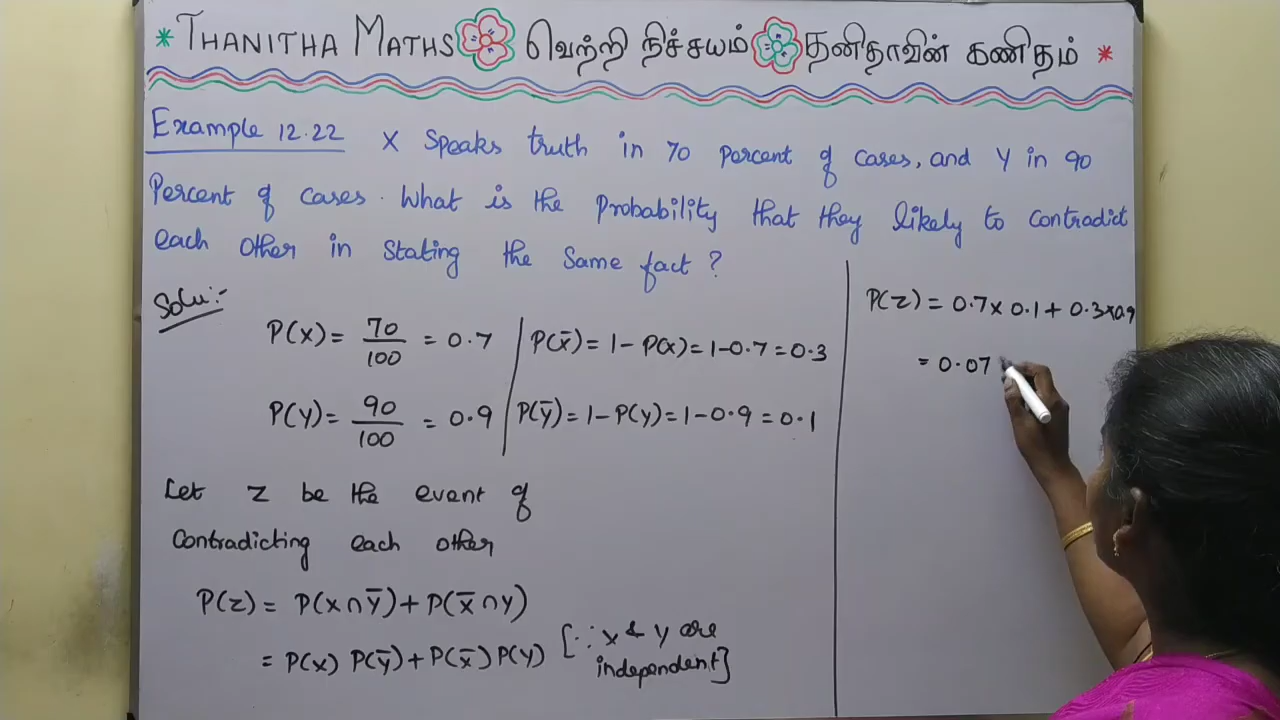 * THANITHA MATHS வெற்றி நிச்சயம் தனிதாவின் கணிதம் *
Example 12.22 X Speaks truth in 70 percent of cases, and Y in 90
Percent of cases. What is the Probability that they likely to contradict
each other in stating the same fact?
Solu:-
P(X) = 70/100 = 0.7 | P(X̄) = 1 - P(X) = 1 - 0.7 = 0.3
P(Y) = 90/100 = 0.9 | P(Ȳ) = 1 - P(Y) = 1 - 0.9 = 0.1
Let Z be the event of
Contradicting each other
P(Z) = P(X∩Ȳ) + P(X̄∩Y)
= P(X) P(Ȳ) + P(X̄) P(Y) [∵ X & Y are
independent]
P(Z) = 0.7 × 0.1 + 0.3 × 0.9
= 0.07